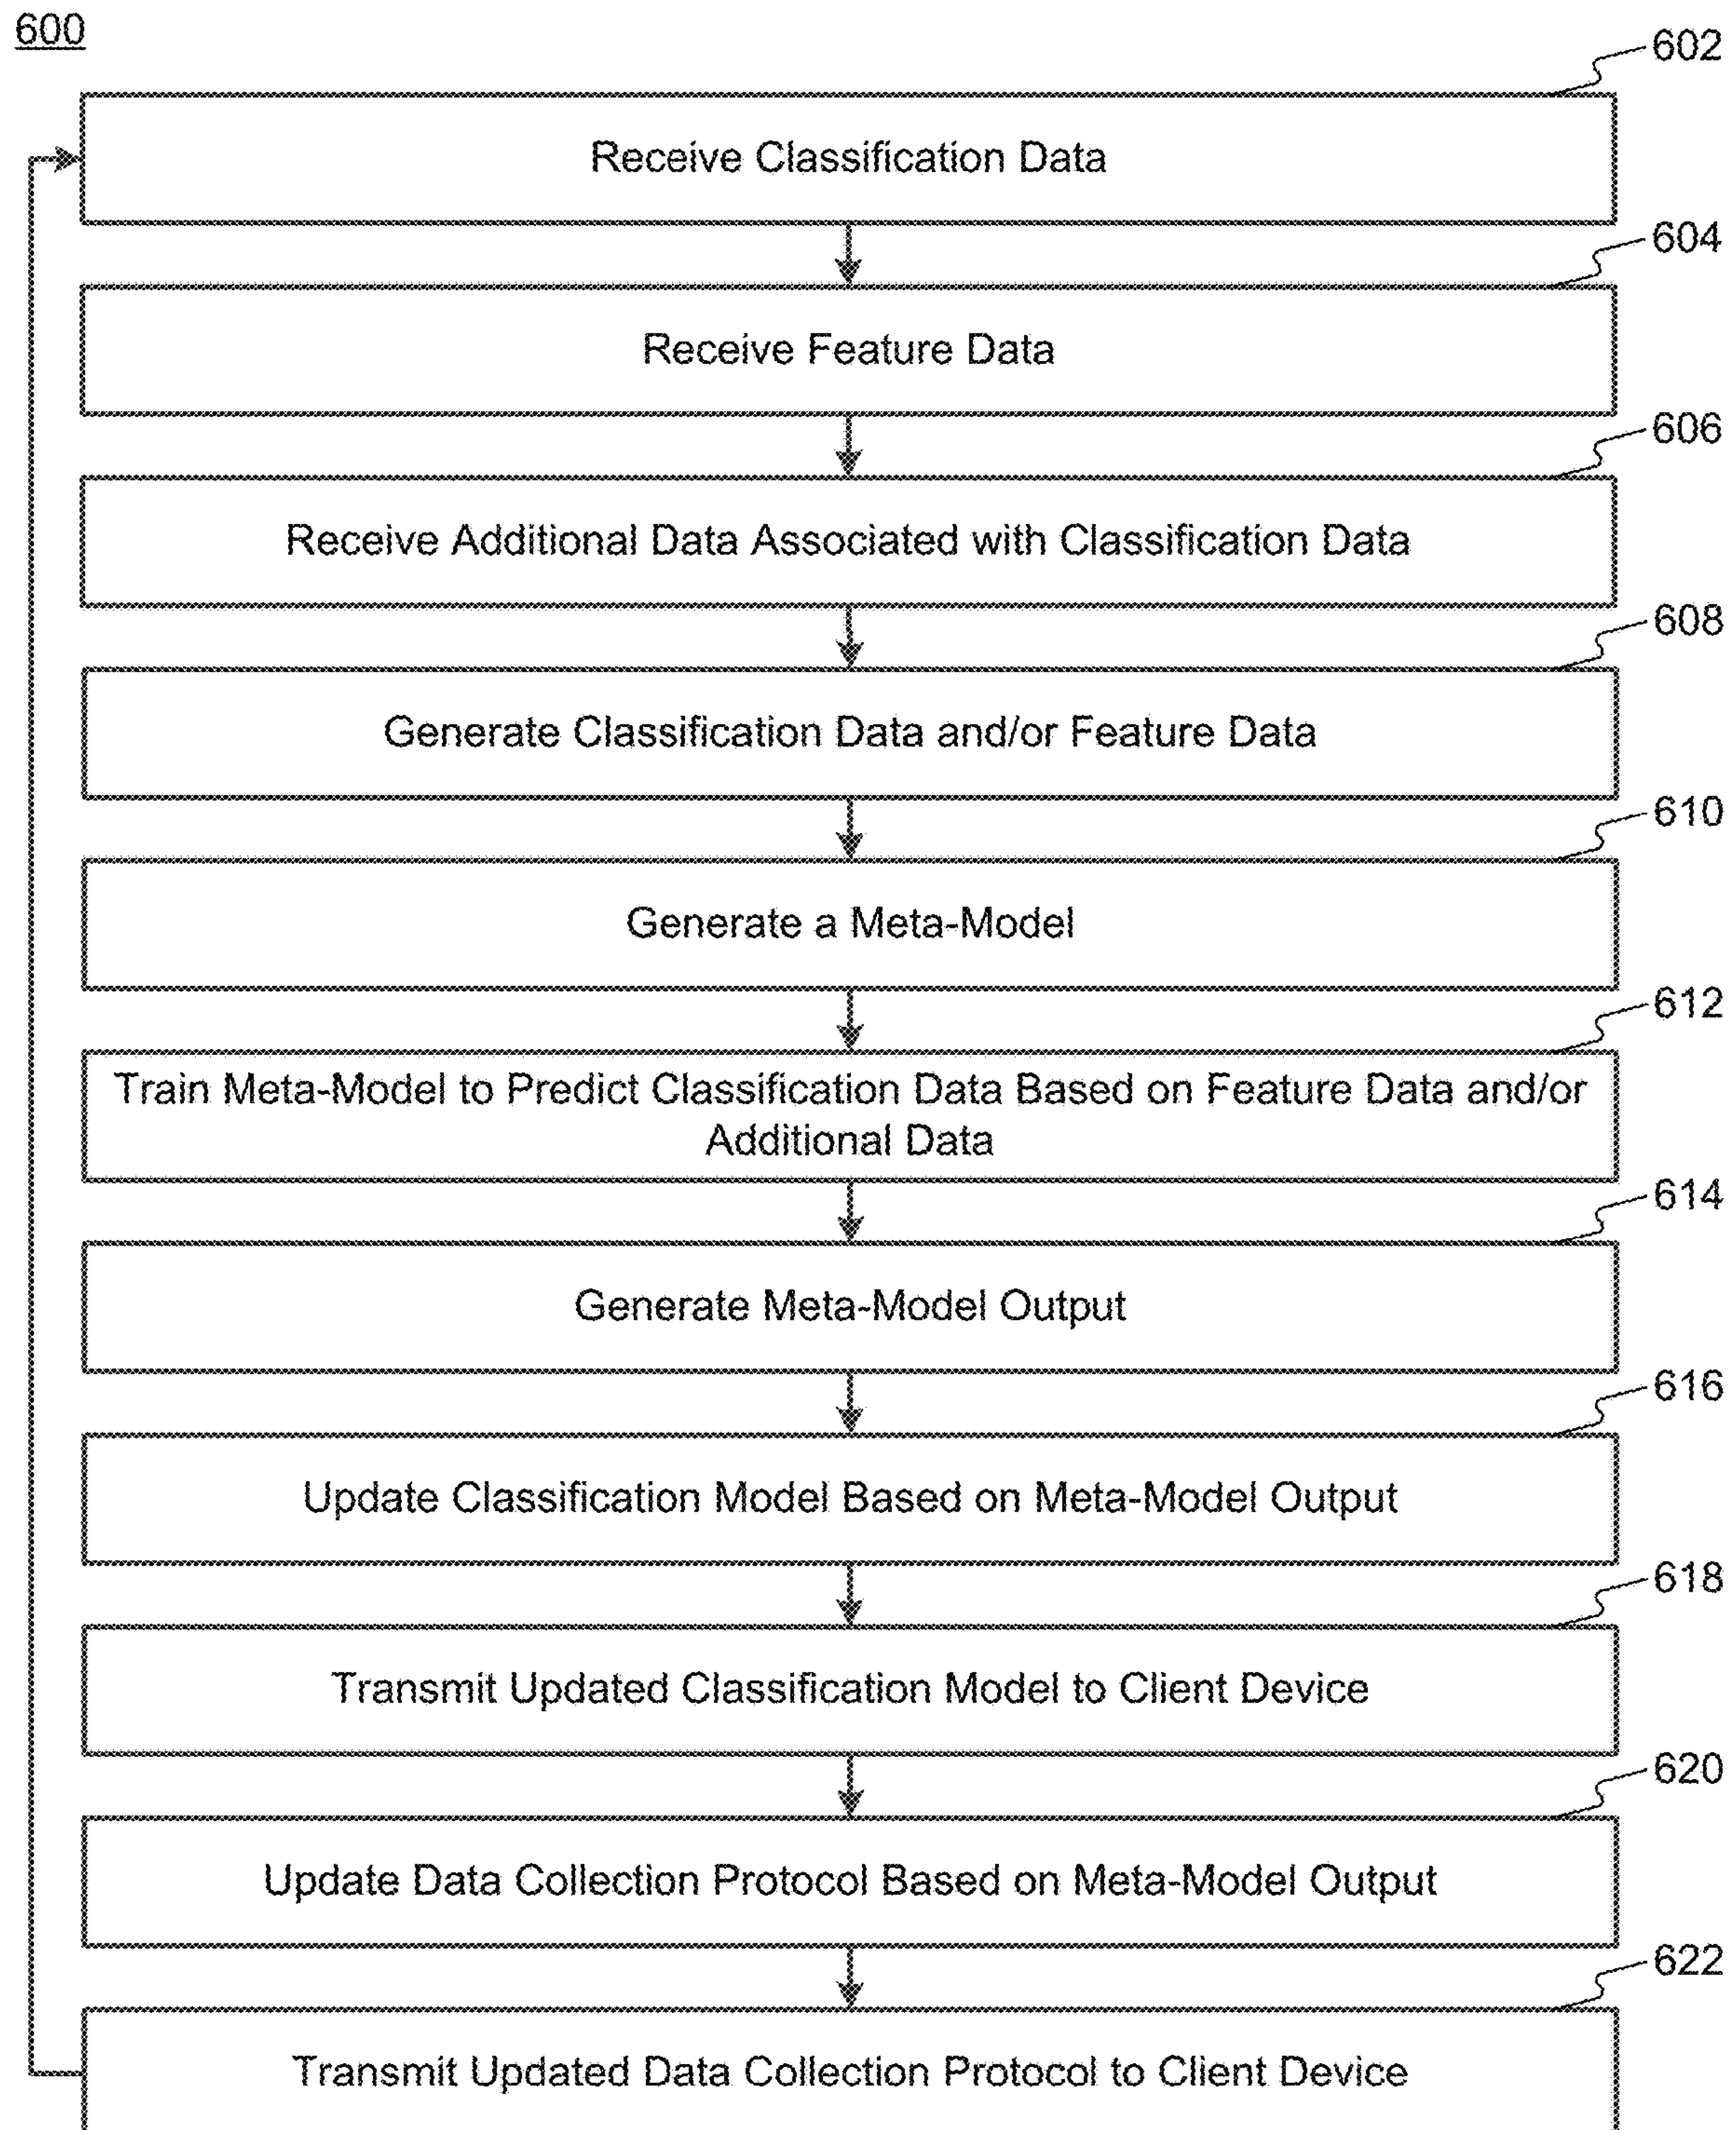 600
602
Receive Classification Data
604
Receive Feature Data
606
Receive Additional Data Associated with Classification Data
608
Generate Classification Data and/or Feature Data
610
Generate a Meta-Model
612
Train Meta-Model to Predict Classification Data Based on Feature Data and/or
Additional Data
614
Generate Meta-Model Output
616
Update Classification Model Based on Meta-Model Output
618
Transmit Updated Classification Model to Client Device
620
Update Data Collection Protocol Based on Meta-Model Output
622
Transmit Updated Data Collection Protocol to Client Device